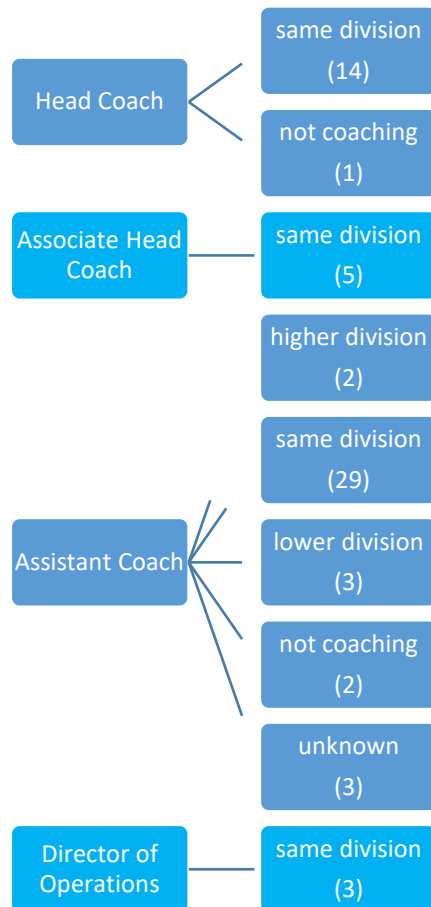 Head Coach
same division
(14)
not coaching
(1)
Associate Head
Coach
same division
(5)
Assistant Coach
higher division
(2)
same division
(29)
lower division
(3)
not coaching
(2)
unknown
(3)
Director of
Operations
same division
(3)